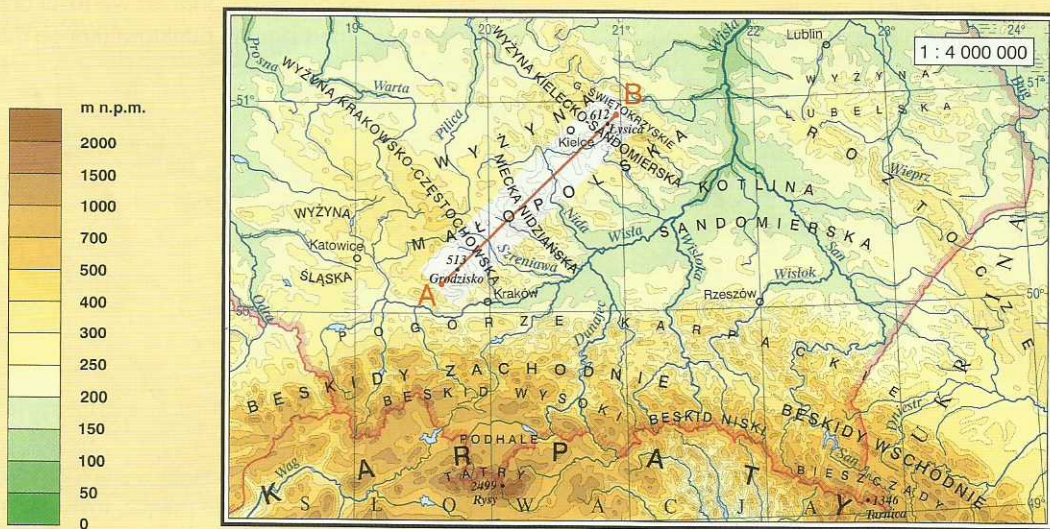 m n.p.m.
2000
1500
1000
700
500
400
300
250
200
150
100
50
0
1 : 4 000 000
19°
20°
21°
22°
23°
24°
51°
50°
49°
Prosna
Warta
Pilica
Wisła
Lublin
Bug
WYŻYNA LUBELSKA
WYŻYNA KRAKOWSKO-CZĘSTOCHOWSKA
WYŻYNA KIELECKO-SANDOMIERSKA
G. ŚWIĘTOKRZYSKIE
B
612
Łysica
Kielce
WYŻYNA MAŁOPOLSKA
NIECKA NIDZIAŃSKA
Nida
ROZTOCZE
Wieprz
KOTLINA SANDOMIERSKA
WYŻYNA ŚLĄSKA
Katowice
Szreniawa
Wisła
Wisłoka
San
513
Grodzisko
A
Kraków
Rzeszów
Wisłok
Odra
Dunajec
POGÓRZE KARPACKIE
UKRAINA
BESKIDY ZACHODNIE
BESKID WYSOKI
BESKID NISKI
BESKIDY WSCHODNIE
Dniestr
San
BIESZCZADY
1346
Tarnica
PODHALE
TATRY
2499
Rysy
Wag
KARPATY
SŁOWACJA